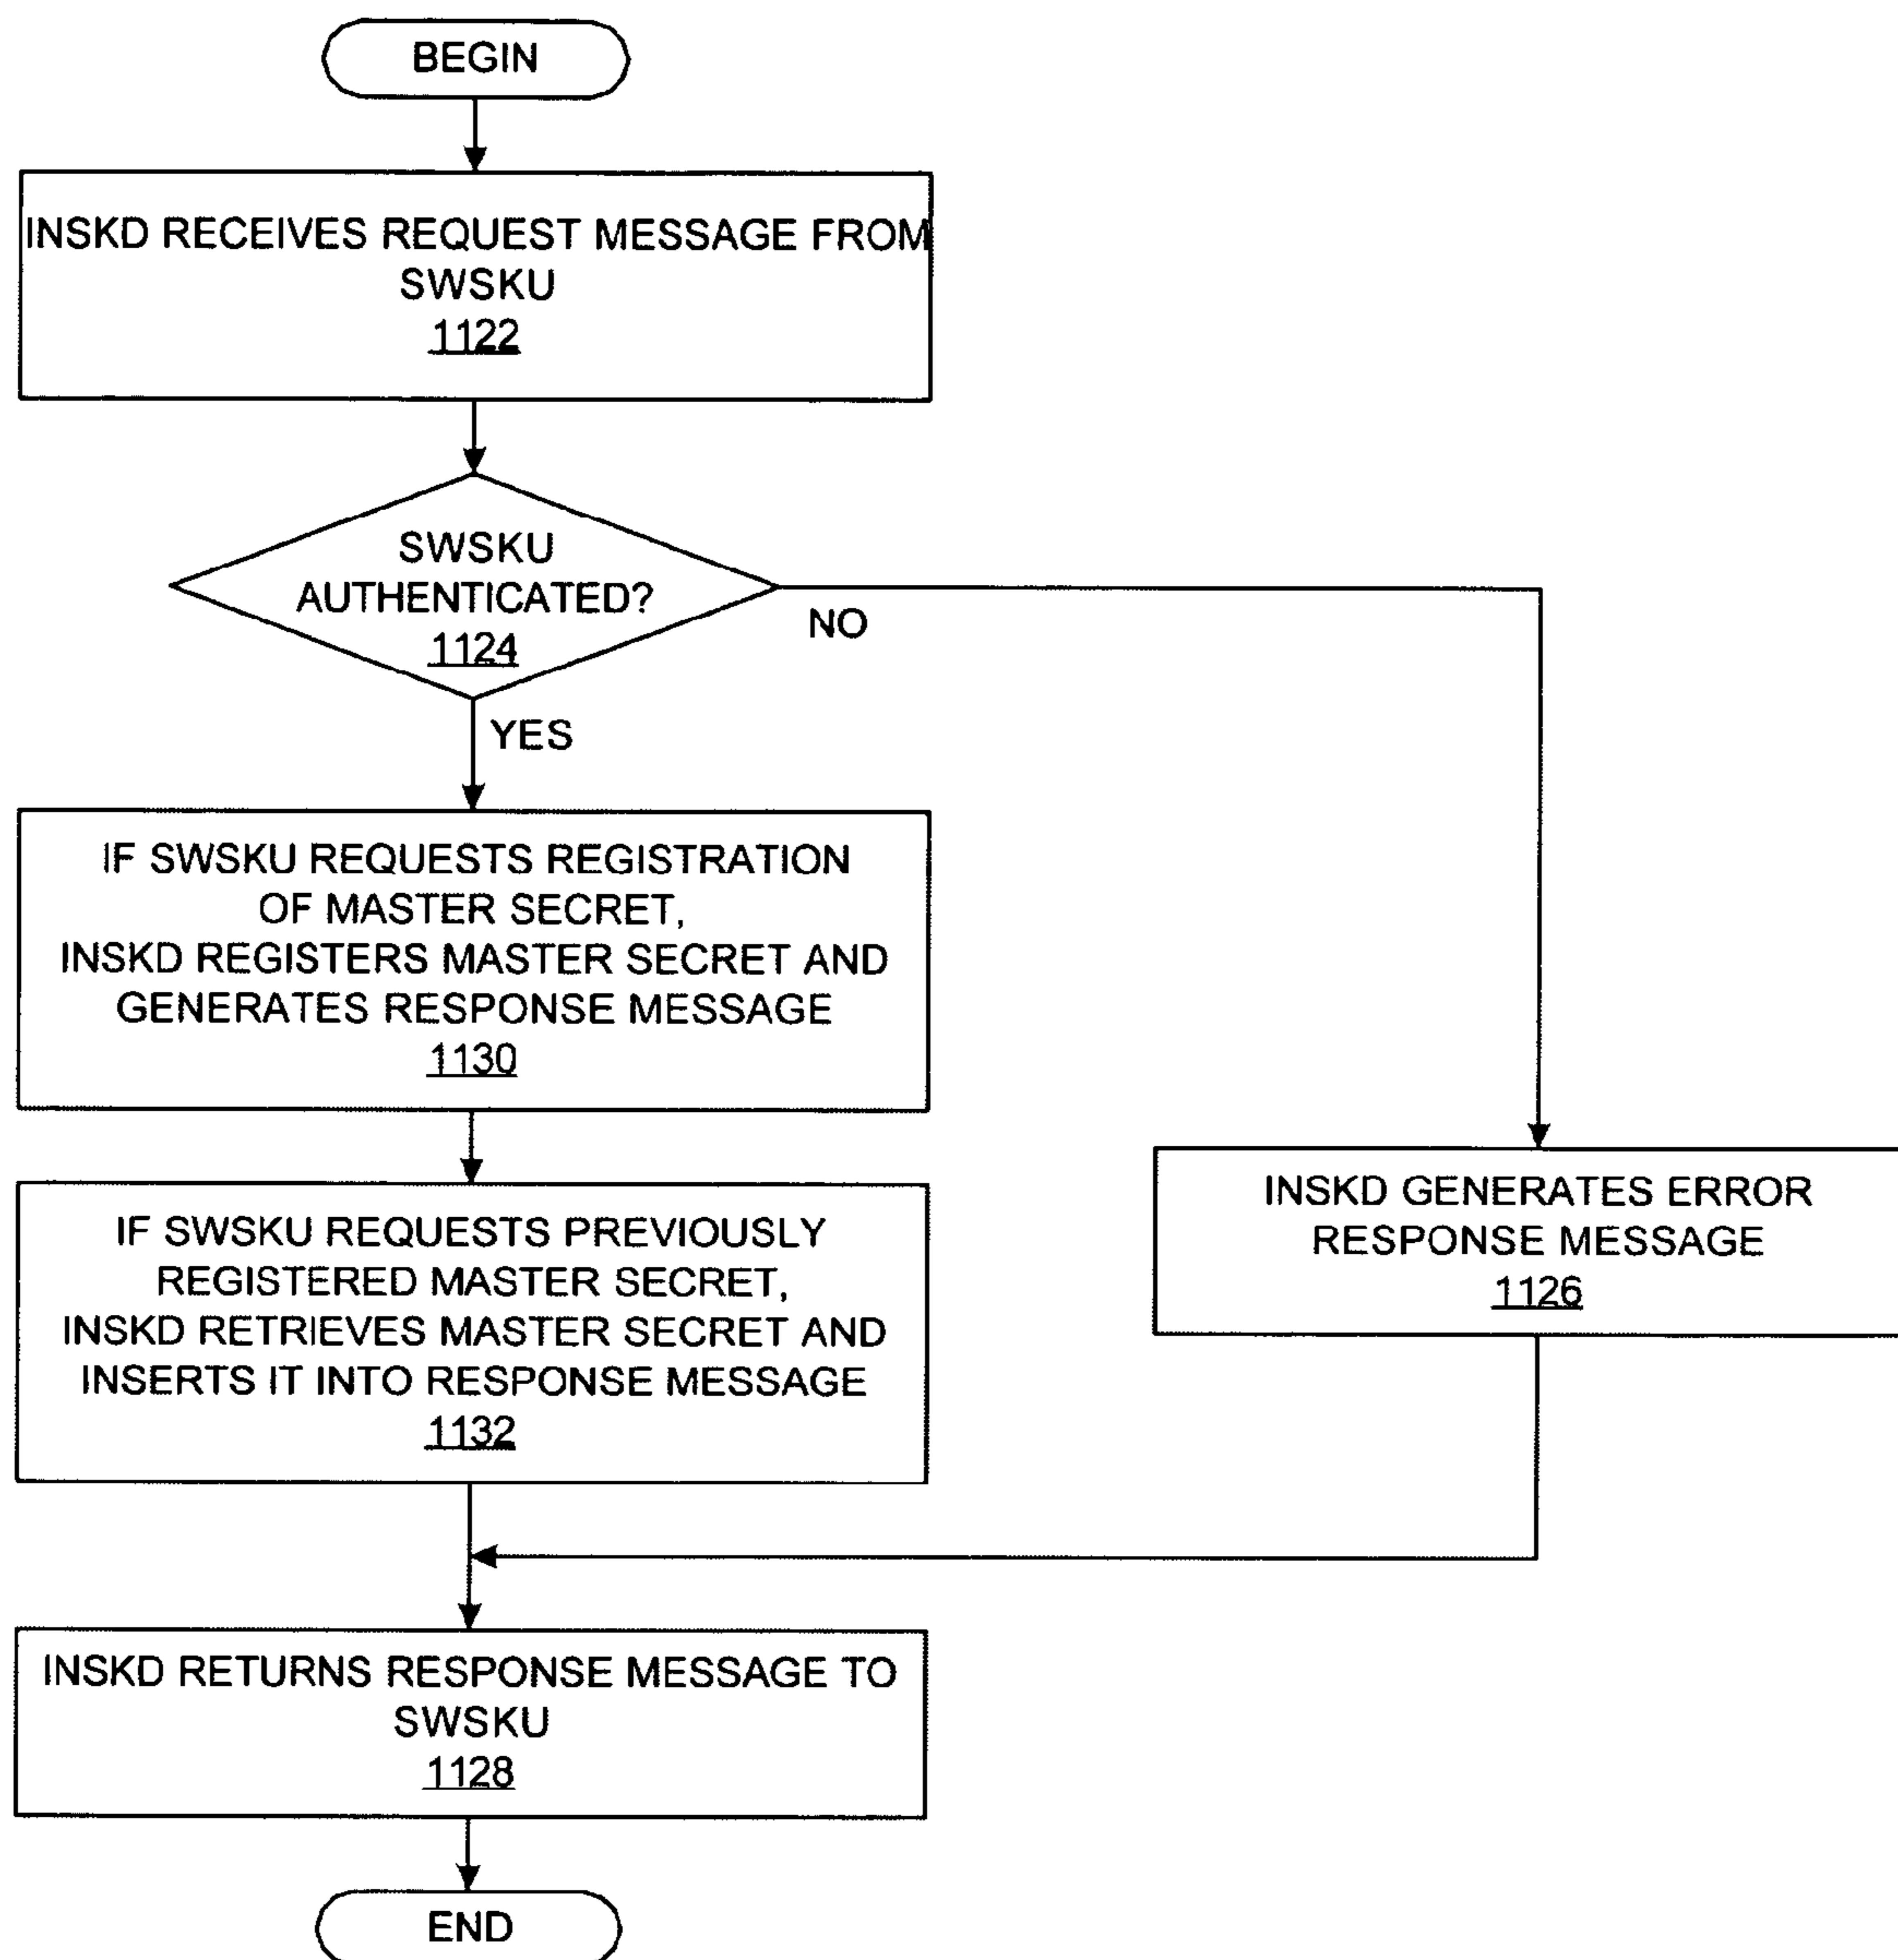 BEGIN
INSKD RECEIVES REQUEST MESSAGE FROM
SWSKU
1122
SWSKU
AUTHENTICATED?
1124
NO
YES
IF SWSKU REQUESTS REGISTRATION
OF MASTER SECRET,
INSKD REGISTERS MASTER SECRET AND
GENERATES RESPONSE MESSAGE
1130
INSKD GENERATES ERROR
RESPONSE MESSAGE
1126
IF SWSKU REQUESTS PREVIOUSLY
REGISTERED MASTER SECRET,
INSKD RETRIEVES MASTER SECRET AND
INSERTS IT INTO RESPONSE MESSAGE
1132
INSKD RETURNS RESPONSE MESSAGE TO
SWSKU
1128
END